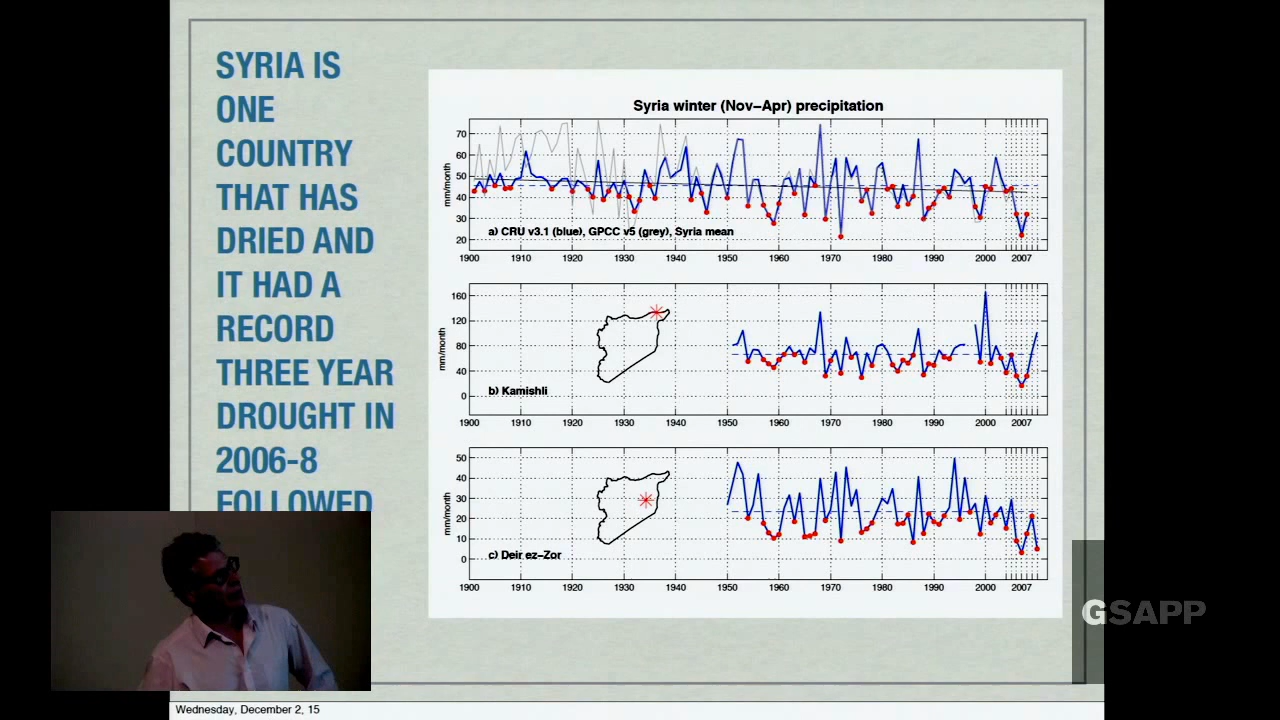 SYRIA IS
ONE
COUNTRY
THAT HAS
DRIED AND
IT HAD A
RECORD
THREE YEAR
DROUGHT IN
2006-8
FOLLOWED
Syria winter (Nov–Apr) precipitation
70
60
50
40
30
20
mm/month
a) CRU v3.1 (blue), GPCC v5 (grey), Syria mean
1900 1910 1920 1930 1940 1950 1960 1970 1980 1990 2000 2007
160
120
80
40
0
mm/month
b) Kamishli
1900 1910 1920 1930 1940 1950 1960 1970 1980 1990 2000 2007
50
40
30
20
10
0
mm/month
c) Deir ez–Zor
1900 1910 1920 1930 1940 1950 1960 1970 1980 1990 2000 2007
GSAPP
Wednesday, December 2, 15